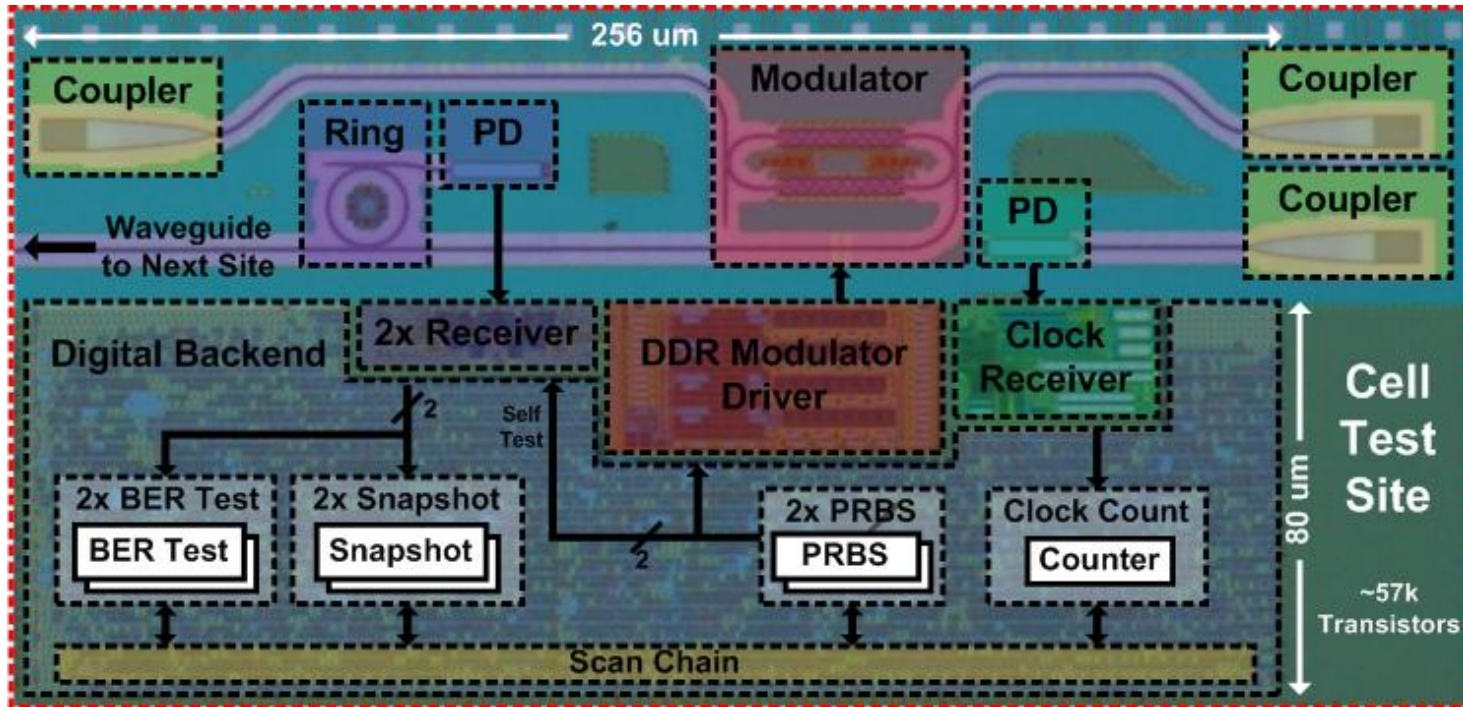 256 um
Coupler
Modulator
Coupler
Ring
PD
Coupler
PD
Waveguide
to Next Site
Digital Backend
2x Receiver
DDR Modulator
Driver
Clock
Receiver
80 um
Cell
Test
Site
~57k
Transistors
2
Self
Test
2x BER Test
BER Test
2x Snapshot
Snapshot
2
2x PRBS
PRBS
Clock Count
Counter
Scan Chain